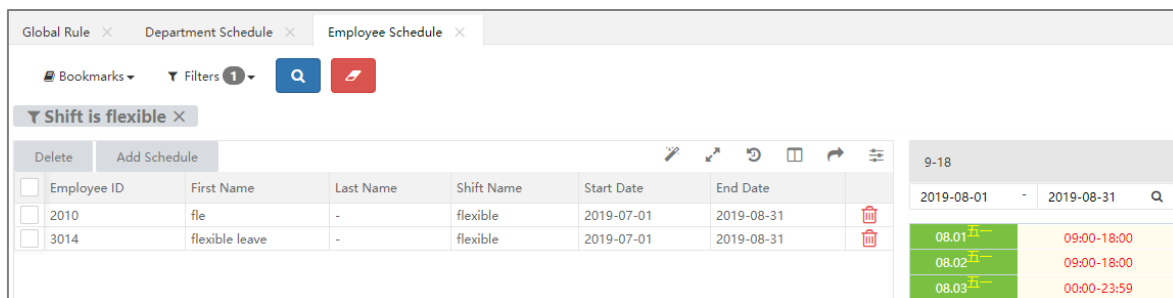 Global Rule × Department Schedule × Employee Schedule ×
Bookmarks Filters 1
Shift is flexible ×
Delete Add Schedule
9-18
Employee ID First Name Last Name Shift Name Start Date End Date
2019-08-01 - 2019-08-31
2010 fle - flexible 2019-07-01 2019-08-31
3014 flexible leave - flexible 2019-07-01 2019-08-31
08.01五一 09:00-18:00
08.02五一 09:00-18:00
08.03五一 00:00-23:59